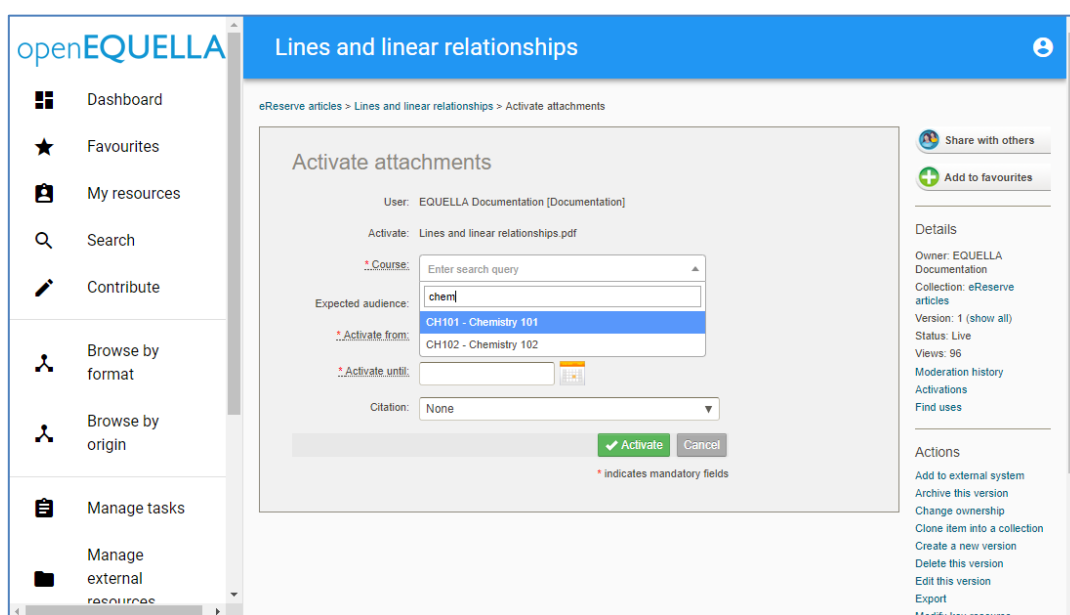 openEQUELLA
Dashboard
Favourites
My resources
Search
Contribute
Browse by
format
Browse by
origin
Manage tasks
Manage
external
resources
Lines and linear relationships
eReserve articles > Lines and linear relationships > Activate attachments
Activate attachments
User: EQUELLA Documentation [Documentation]
Activate: Lines and linear relationships.pdf
* Course: Enter search query
chem
Expected audience:
CH101 - Chemistry 101
* Activate from:
CH102 - Chemistry 102
* Activate until:
Citation: None
Activate Cancel
* indicates mandatory fields
Share with others
Add to favourites
Details
Owner: EQUELLA
Documentation
Collection: eReserve
articles
Version: 1 (show all)
Status: Live
Views: 96
Moderation history
Activations
Find uses
Actions
Add to external system
Archive this version
Change ownership
Clone item into a collection
Create a new version
Delete this version
Edit this version
Export
Modify key resource